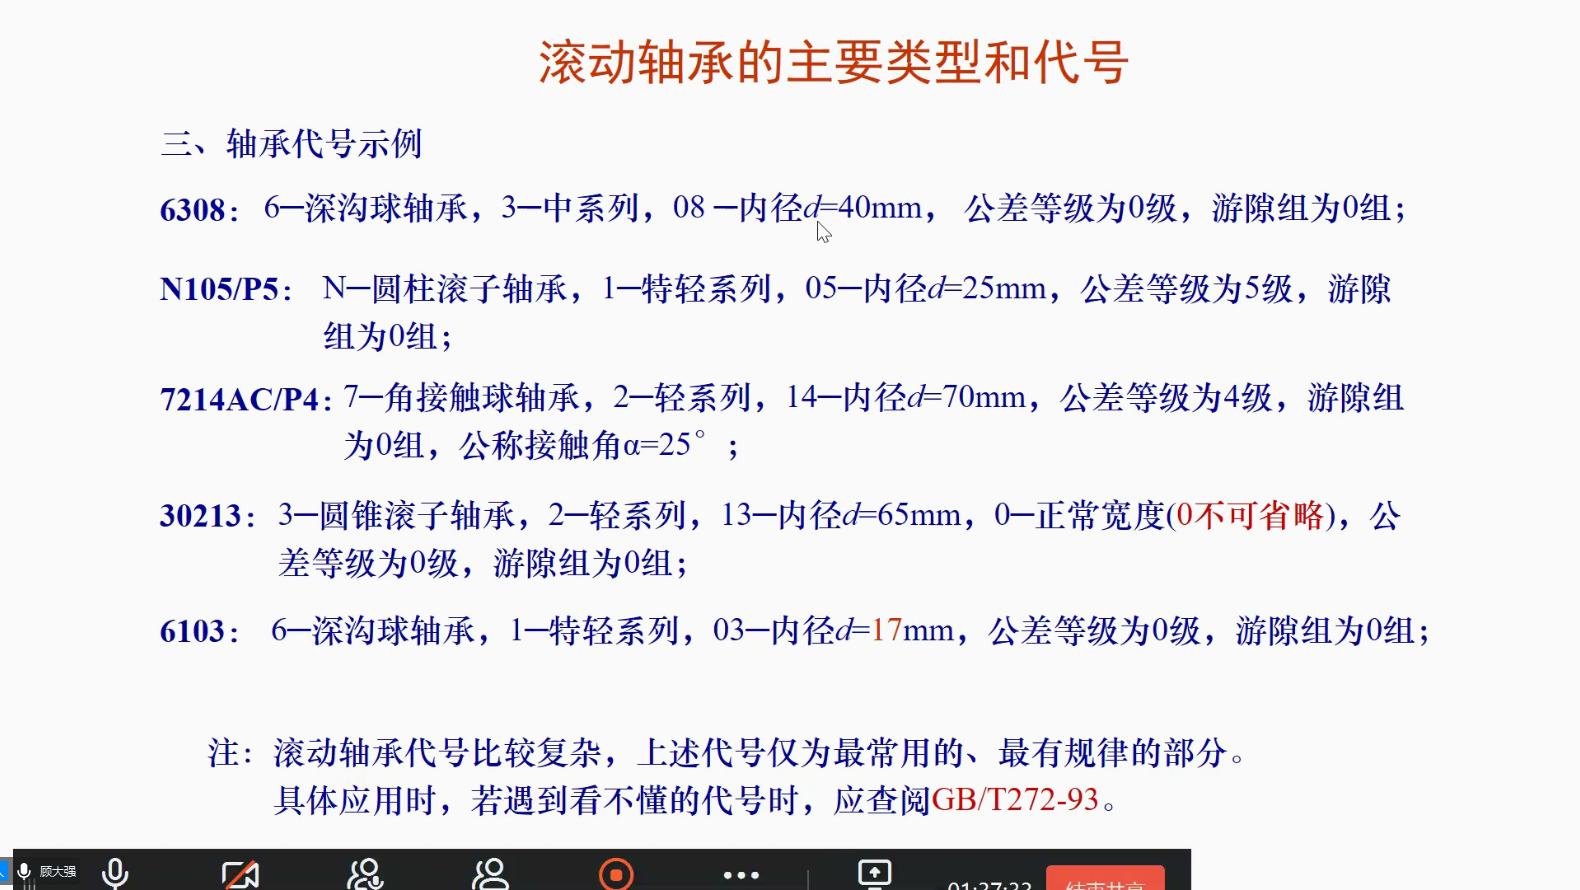 滚动轴承的主要类型和代号
三、轴承代号示例
6308： 6─深沟球轴承，3─中系列，08 ─内径d=40mm， 公差等级为0级，游隙组为0组；
N105/P5： N─圆柱滚子轴承，1─特轻系列，05─内径d=25mm，公差等级为5级，游隙
组为0组；
7214AC/P4：7─角接触球轴承，2─轻系列，14─内径d=70mm，公差等级为4级，游隙组
为0组，公称接触角α=25°；
30213： 3─圆锥滚子轴承，2─轻系列，13─内径d=65mm，0─正常宽度(0不可省略)，公
差等级为0级，游隙组为0组；
6103： 6─深沟球轴承，1─特轻系列，03─内径d=17mm，公差等级为0级，游隙组为0组；
注：滚动轴承代号比较复杂，上述代号仅为最常用的、最有规律的部分。
具体应用时，若遇到看不懂的代号时，应查阅GB/T272-93。
顾大强
01:37:33
结束共享